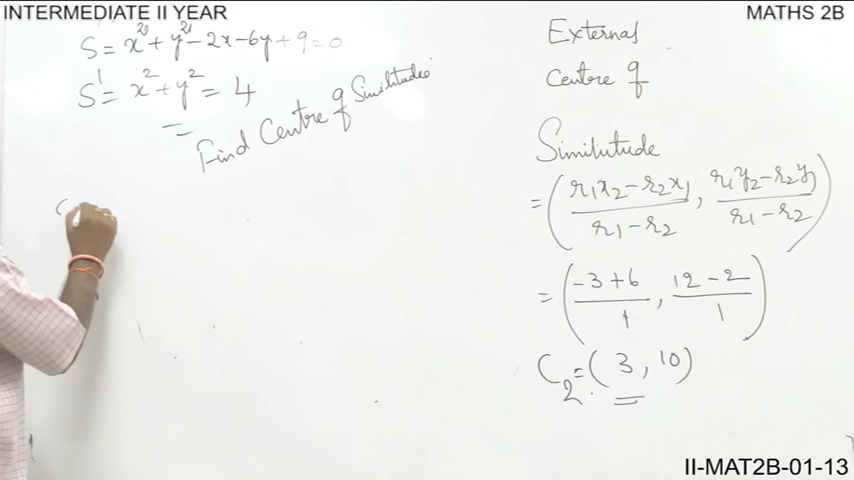 INTERMEDIATE II YEAR
MATHS 2B
S = x² + y² - 2x - 6y + 9 = 0
S' = x² + y² = 4
=
Find Centre of Similitude
External
Centre of
Similutude
= ( r₁x₂ - r₂x₁ / r₁ - r₂ , r₁y₂ - r₂y₁ / r₁ - r₂ )
= ( -3 + 6 / 1 , 12 - 2 / 1 )
C₂ = ( 3, 10 )
II-MAT2B-01-13